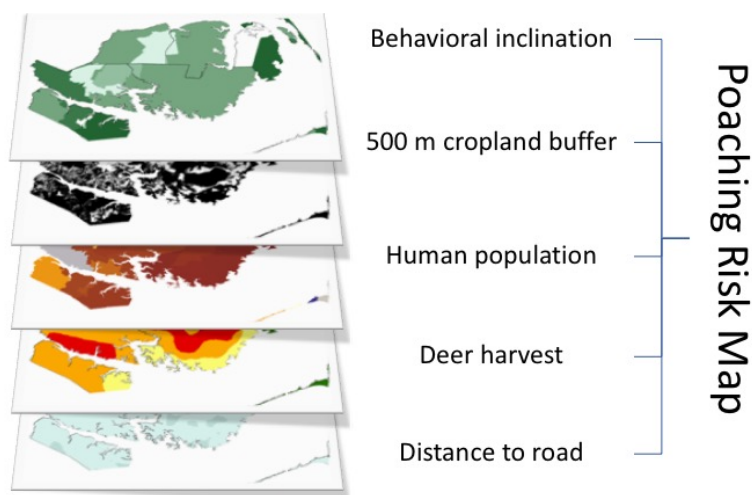 Behavioral inclination
500 m cropland buffer
Human population
Deer harvest
Distance to road
Poaching Risk Map